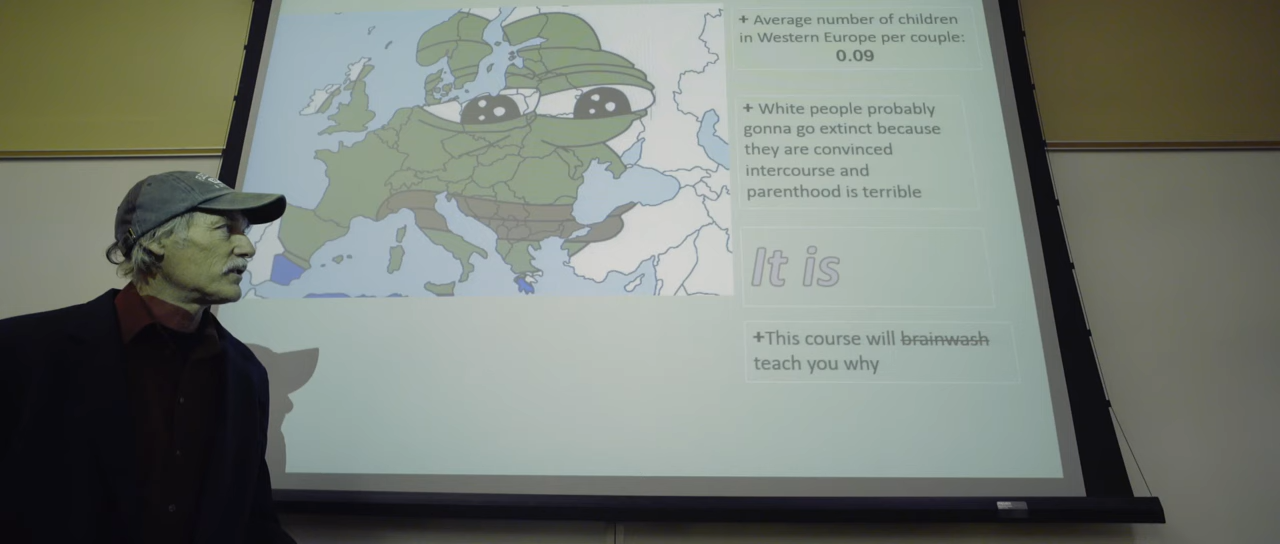 + Average number of children
in Western Europe per couple:
0.09
+ White people probably
gonna go extinct because
they are convinced
intercourse and
parenthood is terrible
It is
+This course will brainwash
teach you why